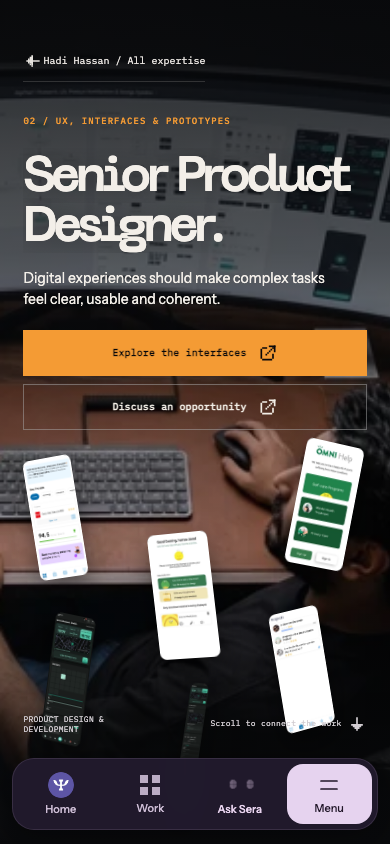 Hadi Hassan / All expertise
02 / UX, INTERFACES & PROTOTYPES
Senior Product
Designer.
Digital experiences should make complex tasks
feel clear, usable and coherent.
Explore the interfaces
Discuss an opportunity
OMNI Help
94.5
PRODUCT DESIGN &
DEVELOPMENT
Scroll to connect the work
Home
Work
Ask Sera
Menu